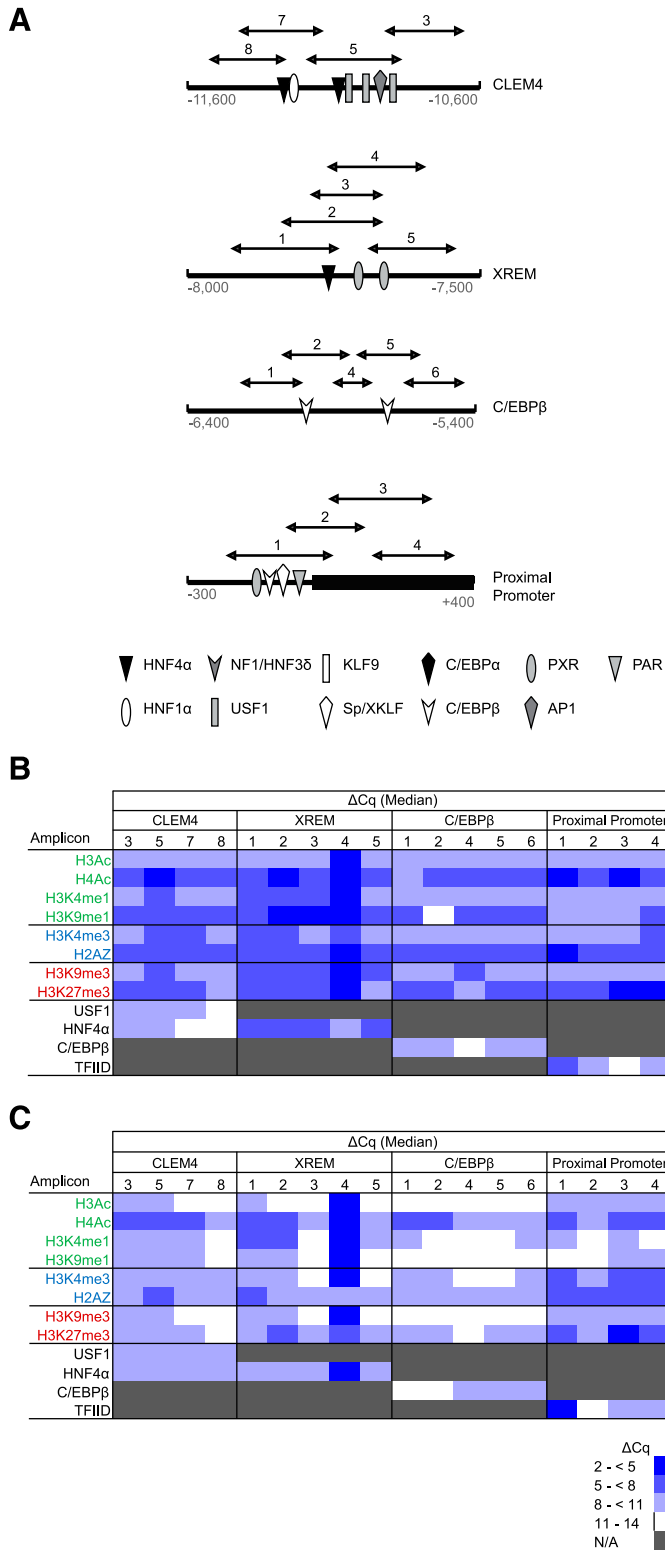 A
7
3
8
5
CLEM4
-11,600
-10,600
4
3
2
1
5
XREM
-8,000
-7,500
2
5
1
4
6
C/EBPβ
-6,400
-5,400
3
2
1
4
Proximal
Promoter
-300
+400
HNF4α
NF1/HNF3δ
KLF9
C/EBPα
PXR
PAR
HNF1α
USF1
Sp/XKLF
C/EBPβ
AP1
B
ΔCq (Median)
CLEM4 XREM C/EBPβ Proximal Promoter
Amplicon 3 5 7 8 1 2 3 4 5 1 2 4 5 6 1 2 3 4
H3Ac
H4Ac
H3K4me1
H3K9me1
H3K4me3
H2AZ
H3K9me3
H3K27me3
USF1
HNF4α
C/EBPβ
TFIID
C
ΔCq (Median)
CLEM4 XREM C/EBPβ Proximal Promoter
Amplicon 3 5 7 8 1 2 3 4 5 1 2 4 5 6 1 2 3 4
H3Ac
H4Ac
H3K4me1
H3K9me1
H3K4me3
H2AZ
H3K9me3
H3K27me3
USF1
HNF4α
C/EBPβ
TFIID
ΔCq
2 - < 5
5 - < 8
8 - < 11
11 - 14
N/A